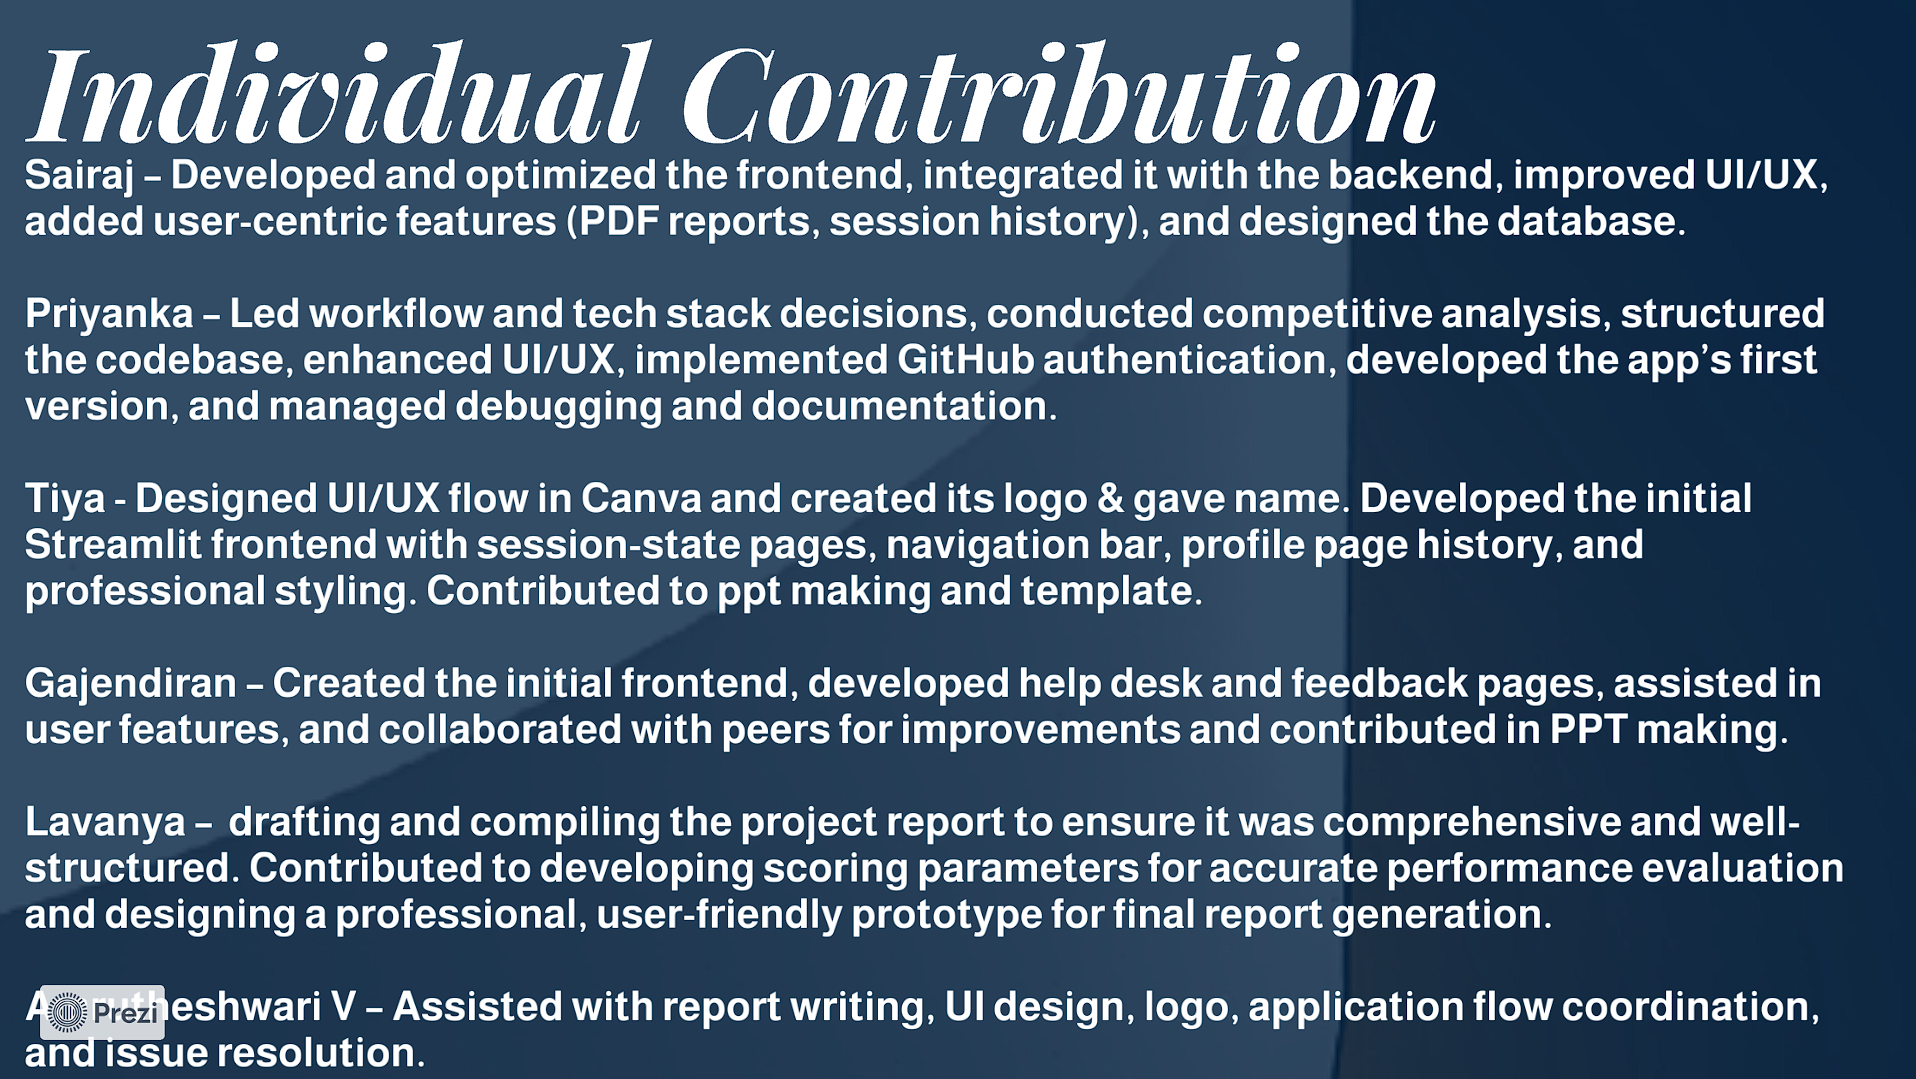 Individual Contribution
Sairaj – Developed and optimized the frontend, integrated it with the backend, improved UI/UX,
added user-centric features (PDF reports, session history), and designed the database.
Priyanka – Led workflow and tech stack decisions, conducted competitive analysis, structured
the codebase, enhanced UI/UX, implemented GitHub authentication, developed the app’s first
version, and managed debugging and documentation.
Tiya - Designed UI/UX flow in Canva and created its logo & gave name. Developed the initial
Streamlit frontend with session-state pages, navigation bar, profile page history, and
professional styling. Contributed to ppt making and template.
Gajendiran – Created the initial frontend, developed help desk and feedback pages, assisted in
user features, and collaborated with peers for improvements and contributed in PPT making.
Lavanya –  drafting and compiling the project report to ensure it was comprehensive and well-
structured. Contributed to developing scoring parameters for accurate performance evaluation
and designing a professional, user-friendly prototype for final report generation.
V – Assisted with report writing, UI design, logo, application flow coordination,
and issue resolution.
Prezi